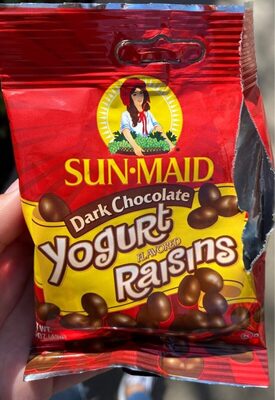 SUN-MAID
Dark Chocolate
Yogurt
FLAVORED
Raisins